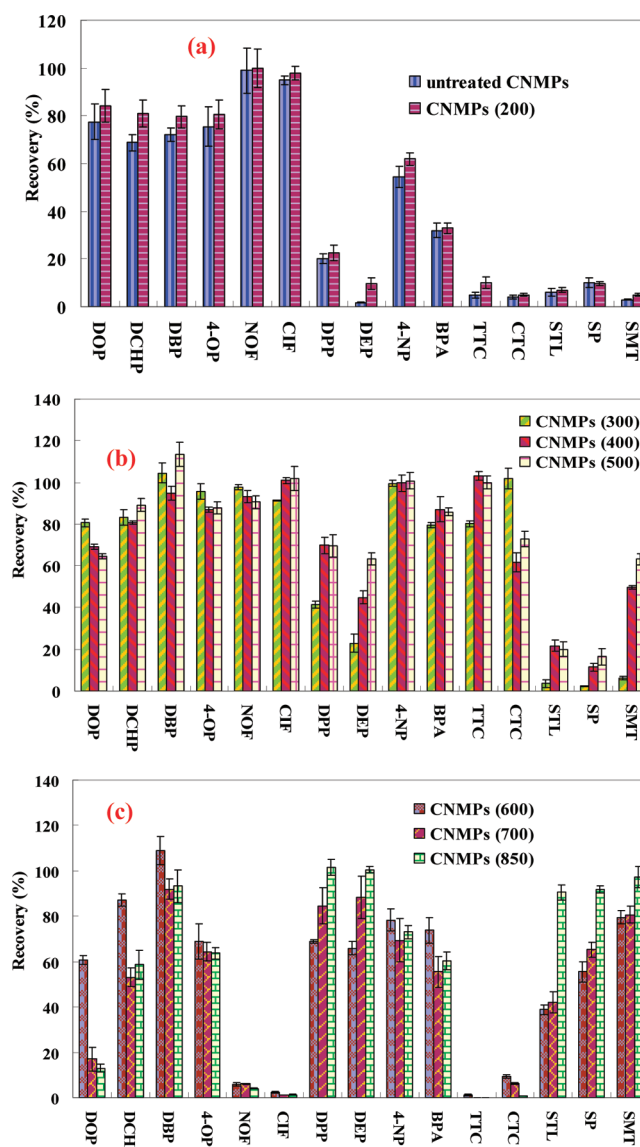 (a)
Recovery (%)
120
100
80
60
40
20
0
untreated CNMPs
CNMPs (200)
DOP DCHP DBP 4-OP NOF CIF DPP DEP 4-NP BPA TTC CTC STL SP SMT
(b)
Recovery (%)
140
120
100
80
60
40
20
0
CNMPs (300)
CNMPs (400)
CNMPs (500)
DOP DCHP DBP 4-OP NOF CIF DPP DEP 4-NP BPA TTC CTC STL SP SMT
(c)
Recovery (%)
140
120
100
80
60
40
20
0
CNMPs (600)
CNMPs (700)
CNMPs (850)
DOP DCH DBP 4-OP NOF CIF DPP DEP 4-NP BPA TTC CTC STL SP SMT